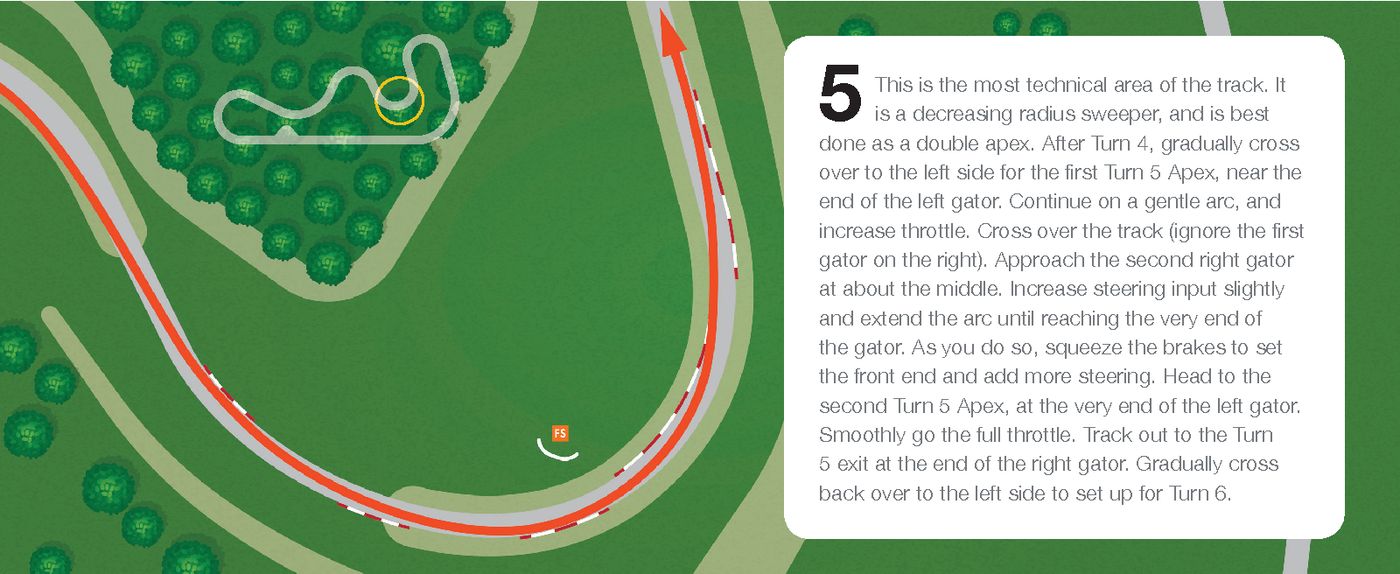 FS
5 This is the most technical area of the track. It
is a decreasing radius sweeper, and is best
done as a double apex. After Turn 4, gradually cross
over to the left side for the first Turn 5 Apex, near the
end of the left gator. Continue on a gentle arc, and
increase throttle. Cross over the track (ignore the first
gator on the right). Approach the second right gator
at about the middle. Increase steering input slightly
and extend the arc until reaching the very end of
the gator. As you do so, squeeze the brakes to set
the front end and add more steering. Head to the
second Turn 5 Apex, at the very end of the left gator.
Smoothly go the full throttle. Track out to the Turn
5 exit at the end of the right gator. Gradually cross
back over to the left side to set up for Turn 6.